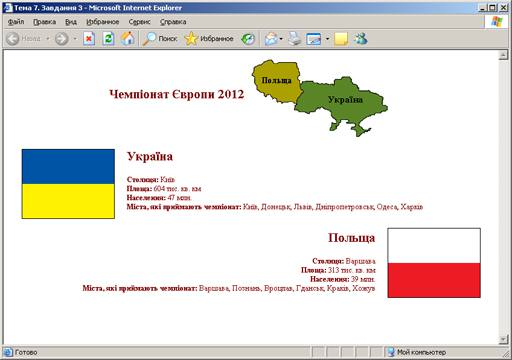 Тема 7. Завдання 3 - Microsoft Internet Explorer
Файл Правка Вид Избранное Сервис Справка
Назад Поиск Избранное
Чемпіонат Європи 2012
Польща
Україна
Україна
Столиця: Київ
Площа: 604 тис. кв. км
Населення: 47 млн.
Міста, які приймають чемпіонат: Київ, Донецьк, Львів, Дніпропетровськ, Одеса, Харків
Польща
Столиця: Варшава
Площа: 313 тис. кв. км
Населення: 39 млн.
Міста, які приймають чемпіонат: Варшава, Познань, Вроцлав, Гданськ, Краків, Хожув
Готово
Мой компьютер